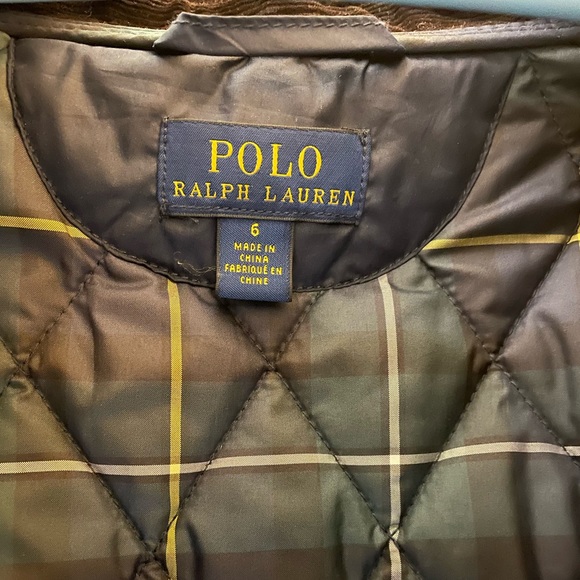 POLO
RALPH LAUREN
6
MADE IN
CHINA
FABRIQUÉ EN
CHINE